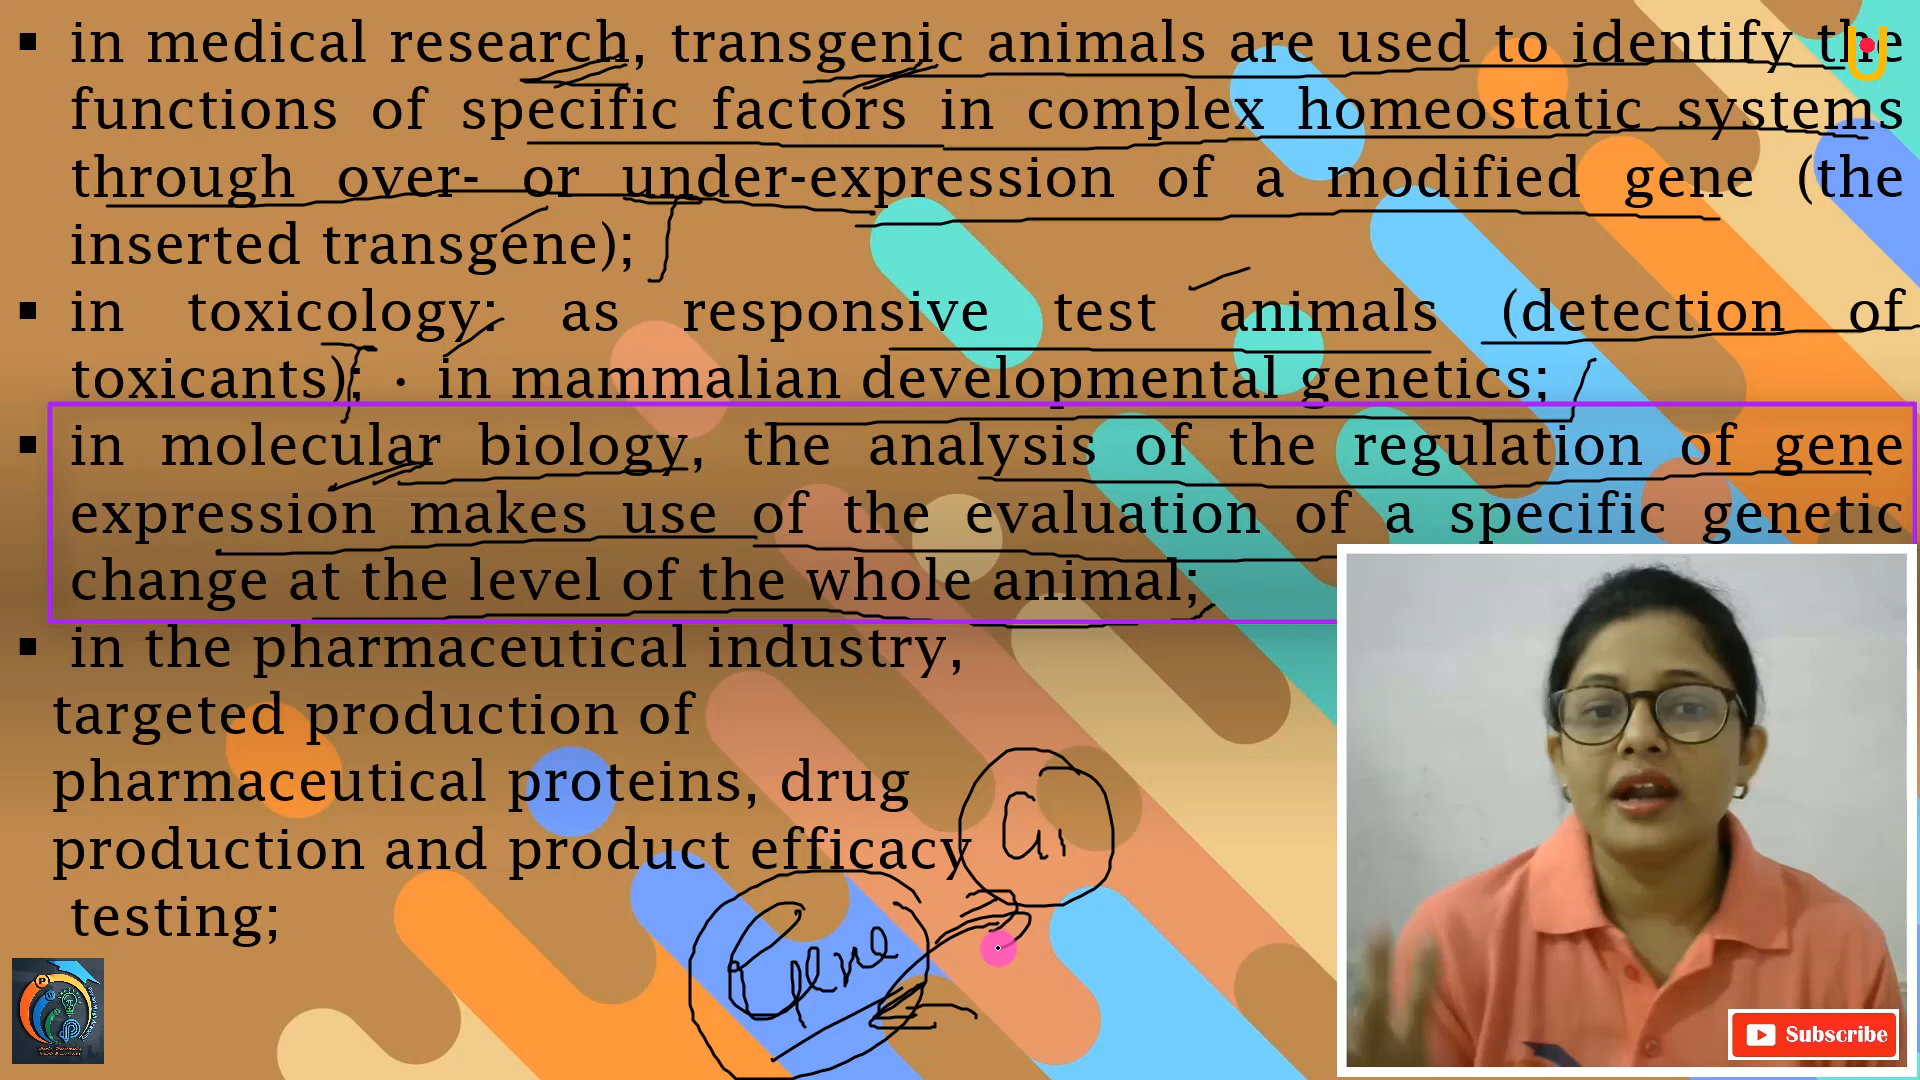 ▪ in medical research, transgenic animals are used to identify the
functions of specific factors in complex homeostatic systems
through over- or under-expression of a modified gene (the
inserted transgene);
▪ in toxicology: as responsive test animals (detection of
toxicants); · in mammalian developmental genetics;
▪ in molecular biology, the analysis of the regulation of gene
expression makes use of the evaluation of a specific genetic
change at the level of the whole animal;
▪ in the pharmaceutical industry,
targeted production of
pharmaceutical proteins, drug
production and product efficacy
testing;
Gene
Subscribe